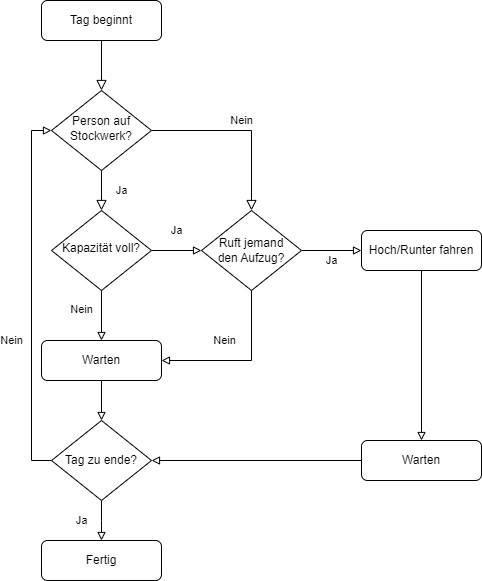 Tag beginnt
Person auf
Stockwerk?
Nein
Ja
Kapazität voll?
Ja
Ruft jemand
den Aufzug?
Ja
Hoch/Runter fahren
Nein
Nein
Nein
Warten
Tag zu ende?
Warten
Ja
Fertig